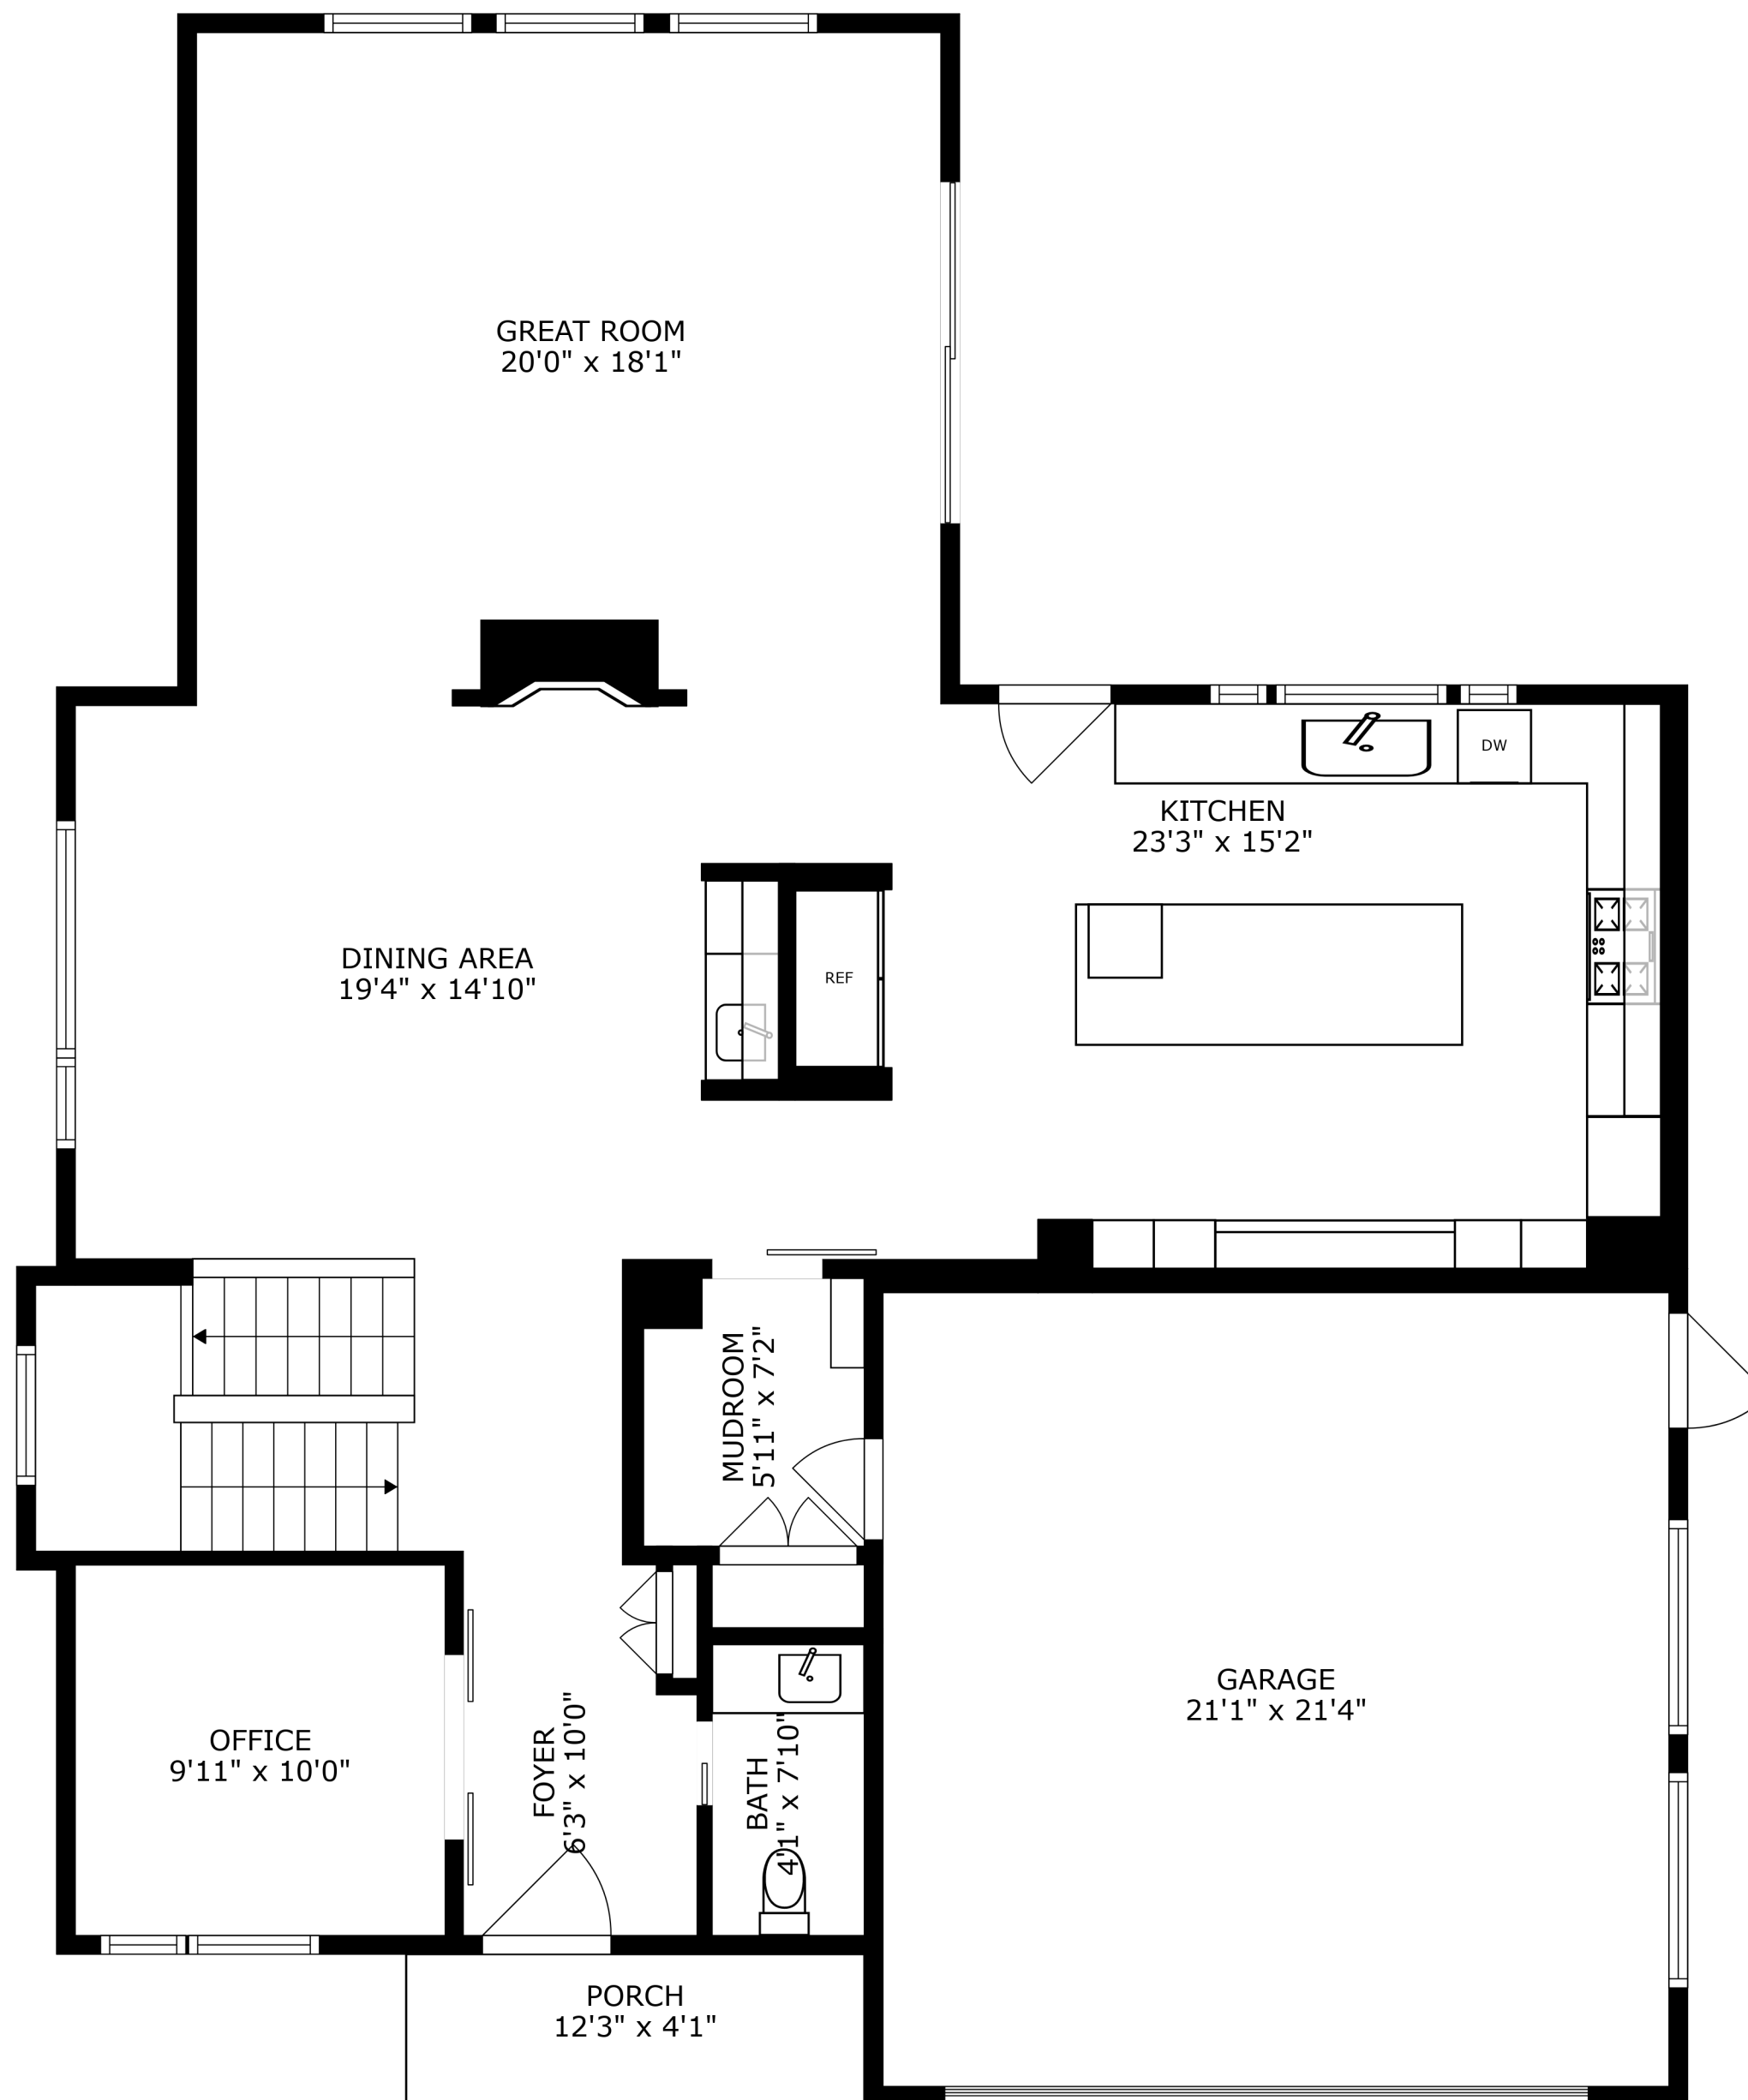 GREAT ROOM
20'0" x 18'1"
DW
KITCHEN
23'3" x 15'2"
DINING AREA
19'4" x 14'10"
REF
MUDROOM
5'11" x 7'2"
GARAGE
21'1" x 21'4"
OFFICE
9'11" x 10'0"
FOYER
6'3" x 10'0"
BATH
4'1" x 7'10"
PORCH
12'3" x 4'1"